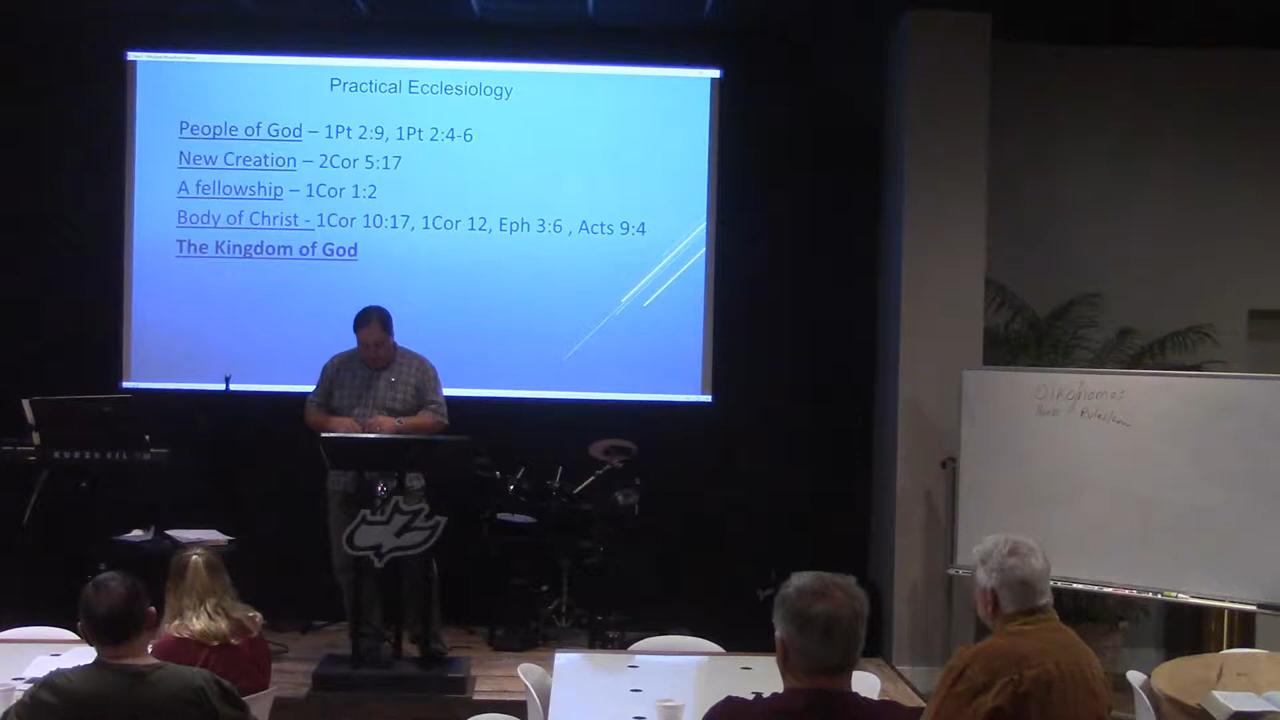 Practical Ecclesiology
People of God – 1Pt 2:9, 1Pt 2:4-6
New Creation – 2Cor 5:17
A fellowship – 1Cor 1:2
Body of Christ - 1Cor 10:17, 1Cor 12, Eph 3:6 , Acts 9:4
The Kingdom of God
KURZWEIL